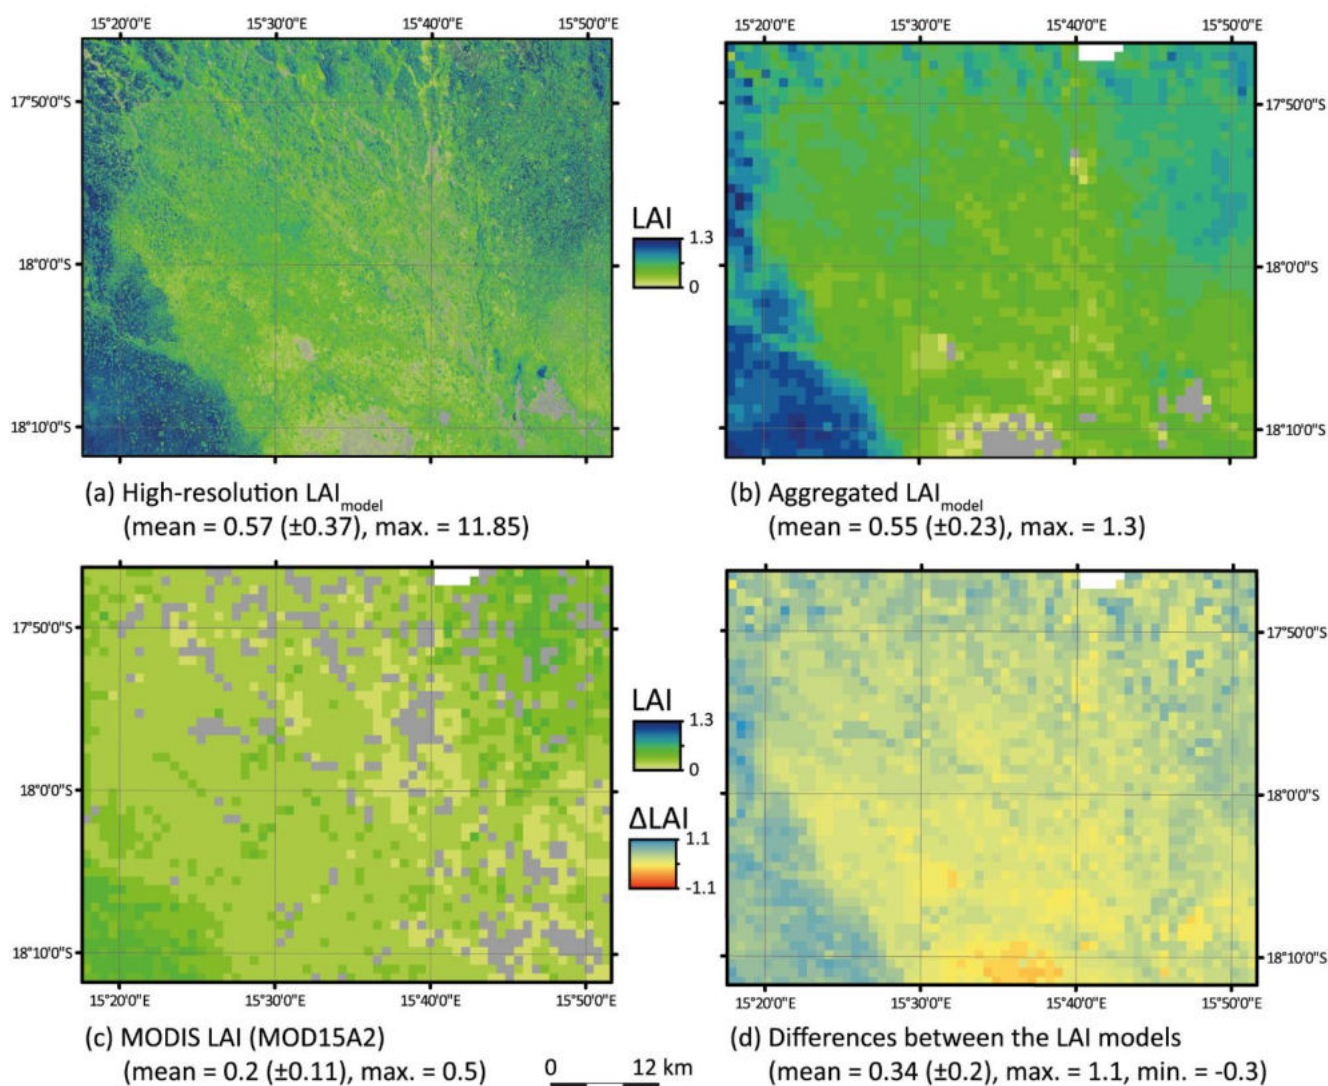 15°20'0"E 15°30'0"E 15°40'0"E 15°50'0"E
15°20'0"E 15°30'0"E 15°40'0"E 15°50'0"E
17°50'0"S
17°50'0"S
LAI
1.3
0
18°0'0"S
18°0'0"S
18°10'0"S
18°10'0"S
(a) High-resolution LAImodel
(mean = 0.57 (±0.37), max. = 11.85)
(b) Aggregated LAImodel
(mean = 0.55 (±0.23), max. = 1.3)
17°50'0"S
17°50'0"S
LAI
1.3
0
18°0'0"S
18°0'0"S
ΔLAI
1.1
-1.1
18°10'0"S
18°10'0"S
15°20'0"E 15°30'0"E 15°40'0"E 15°50'0"E
15°20'0"E 15°30'0"E 15°40'0"E 15°50'0"E
(c) MODIS LAI (MOD15A2)
(mean = 0.2 (±0.11), max. = 0.5)
0 12 km
(d) Differences between the LAI models
(mean = 0.34 (±0.2), max. = 1.1, min. = -0.3)